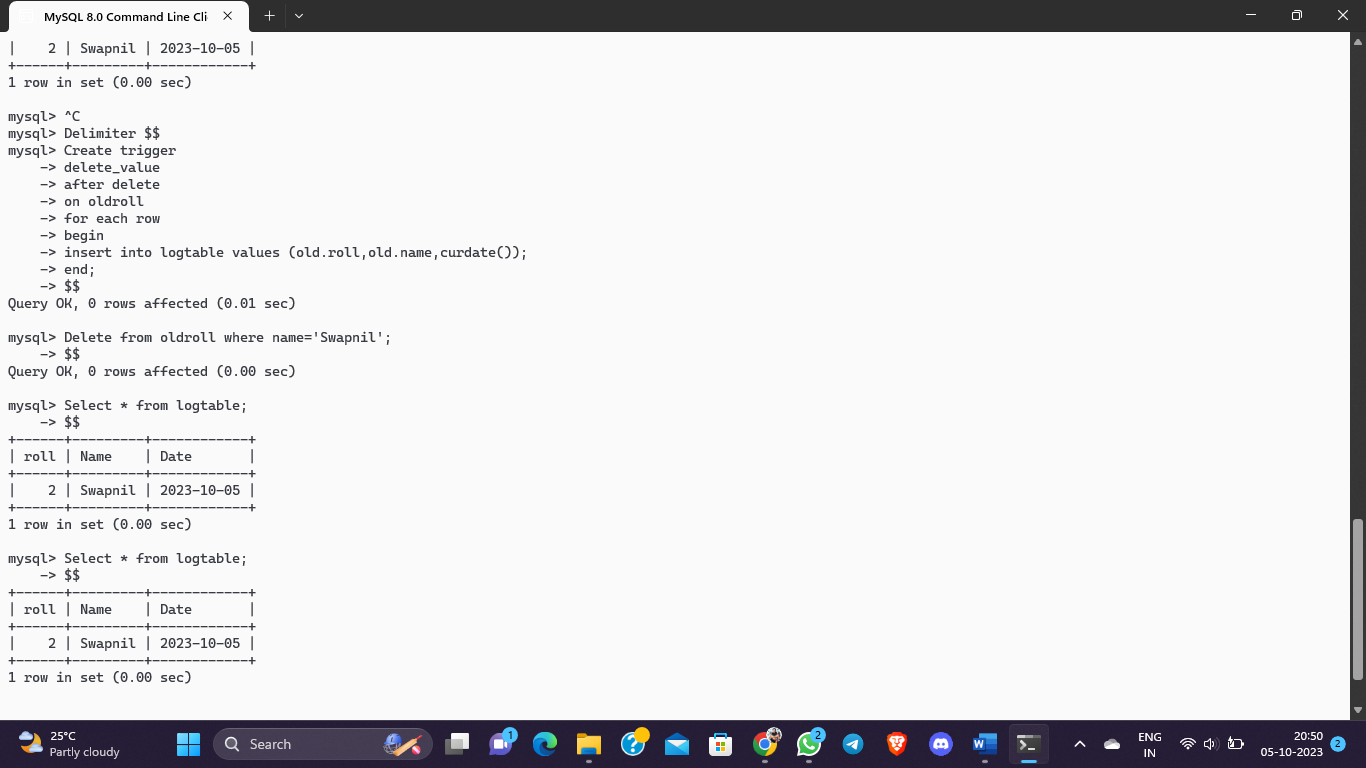 MySQL 8.0 Command Line Cli
|    2 | Swapnil | 2023-10-05 |
+------+---------+------------+
1 row in set (0.00 sec)
mysql> ^C
mysql> Delimiter $$
mysql> Create trigger
    -> delete_value
    -> after delete
    -> on oldroll
    -> for each row
    -> begin
    -> insert into logtable values (old.roll,old.name,curdate());
    -> end;
    -> $$
Query OK, 0 rows affected (0.01 sec)
mysql> Delete from oldroll where name='Swapnil';
    -> $$
Query OK, 0 rows affected (0.00 sec)
mysql> Select * from logtable;
    -> $$
+------+---------+------------+
| roll | Name    | Date       |
+------+---------+------------+
|    2 | Swapnil | 2023-10-05 |
+------+---------+------------+
1 row in set (0.00 sec)
mysql> Select * from logtable;
    -> $$
+------+---------+------------+
| roll | Name    | Date       |
+------+---------+------------+
|    2 | Swapnil | 2023-10-05 |
+------+---------+------------+
1 row in set (0.00 sec)
25°C
Partly cloudy
Search
1
2
W
ENG
IN
20:50
05-10-2023
2